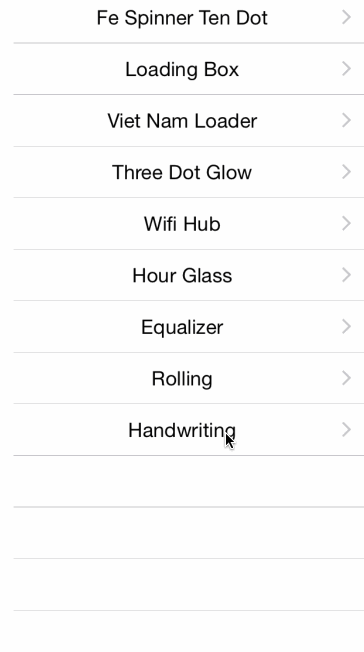 Fe Spinner Ten Dot
Loading Box
Viet Nam Loader
Three Dot Glow
Wifi Hub
Hour Glass
Equalizer
Rolling
Handwriting